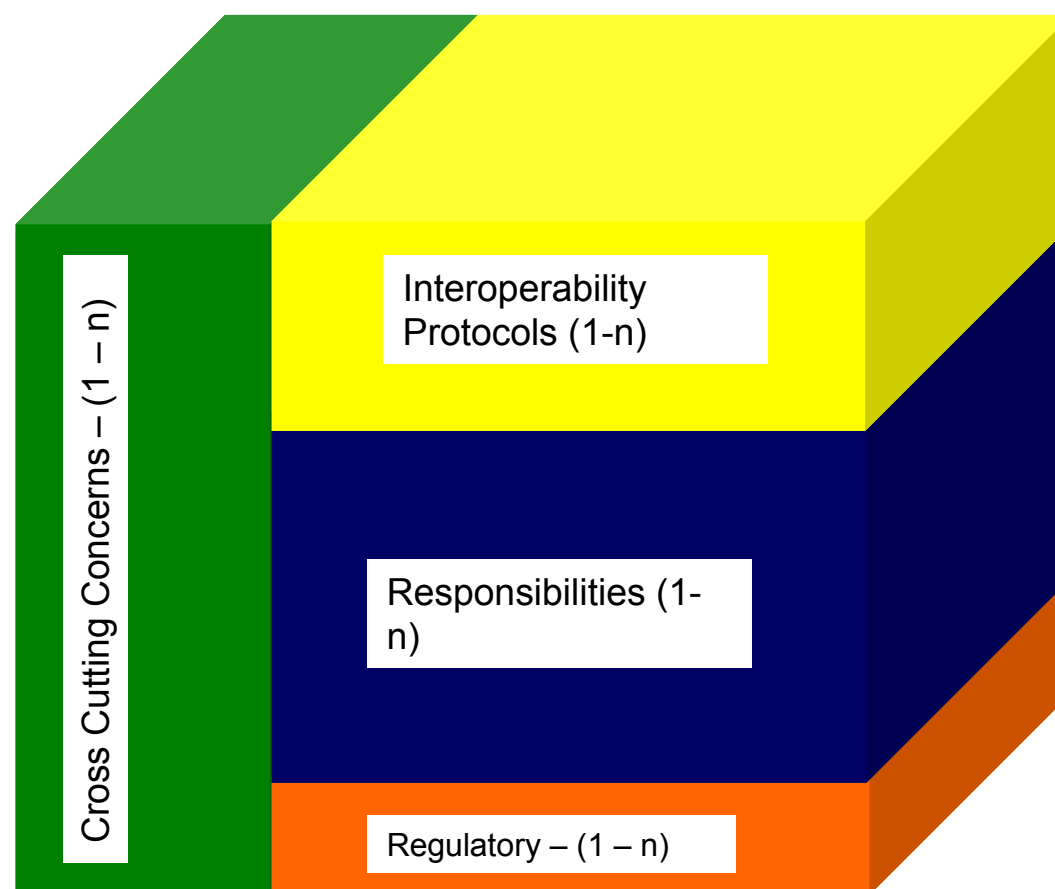 Cross Cutting Concerns – (1 – n)
Interoperability
Protocols (1-n)
Responsibilities (1-
n)
Regulatory – (1 – n)